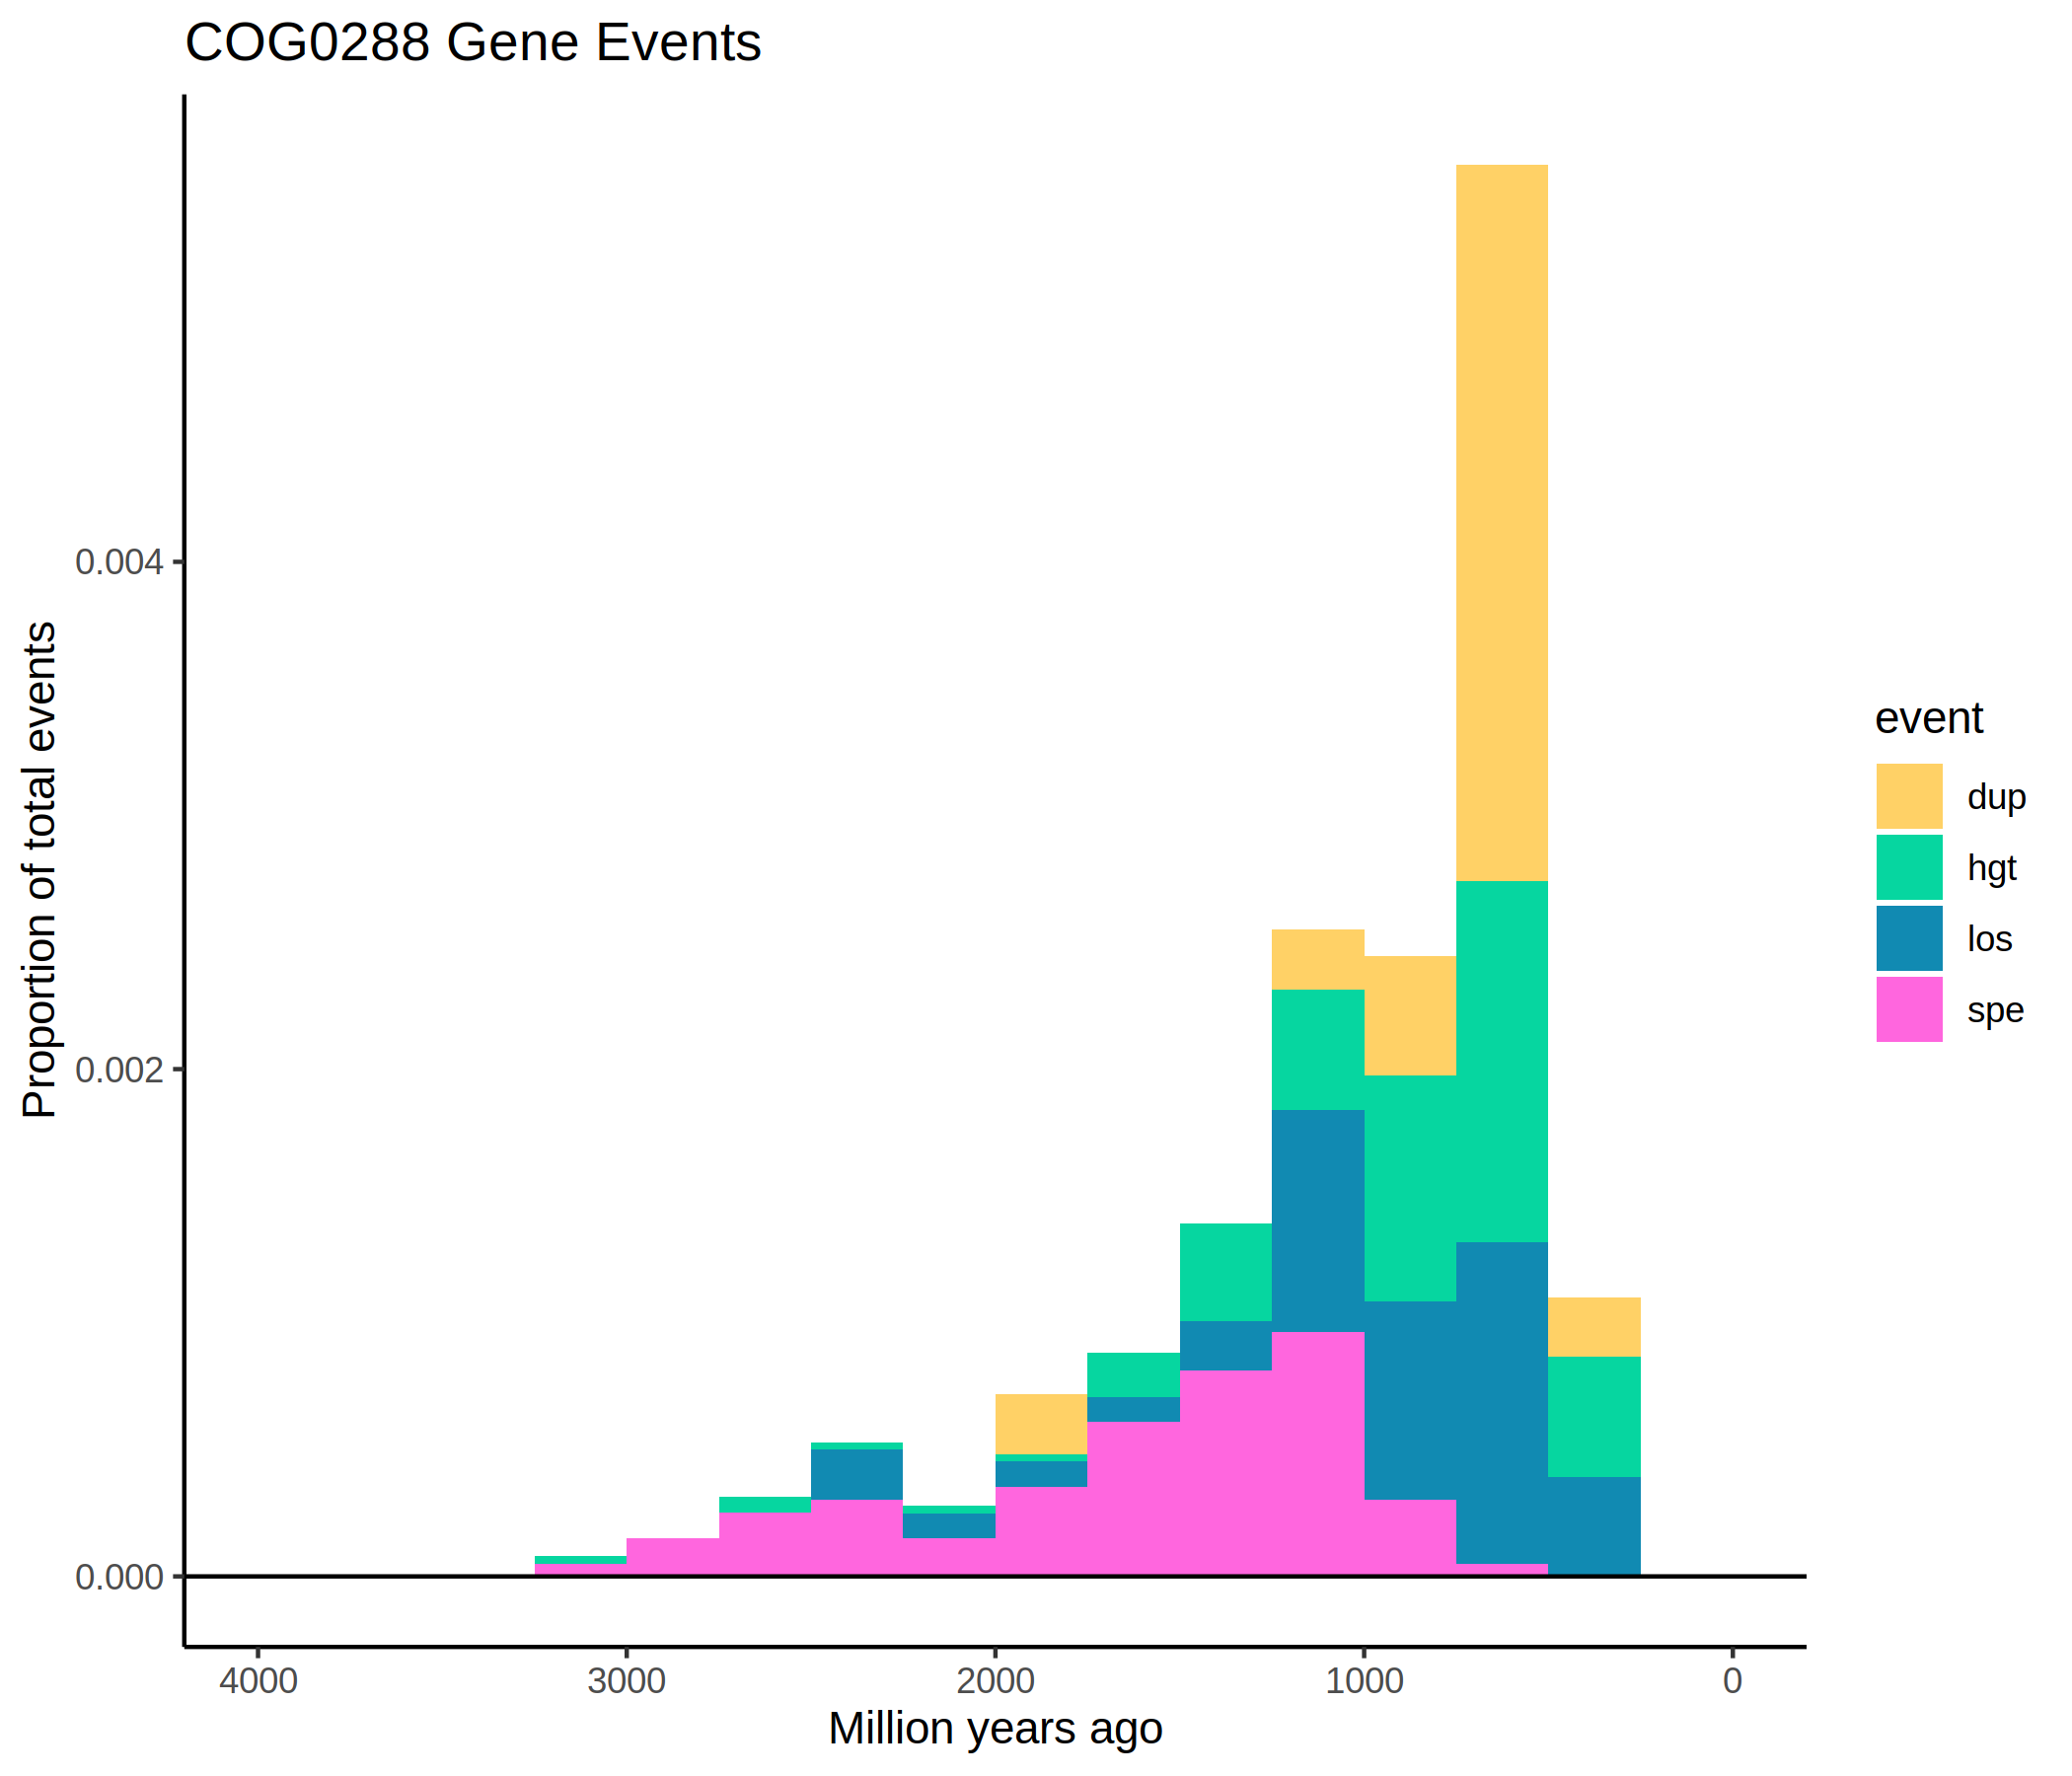 COG0288 Gene Events
Proportion of total events
0.004
0.002
0.000
4000 3000 2000 1000 0
Million years ago
event
dup
hgt
los
spe